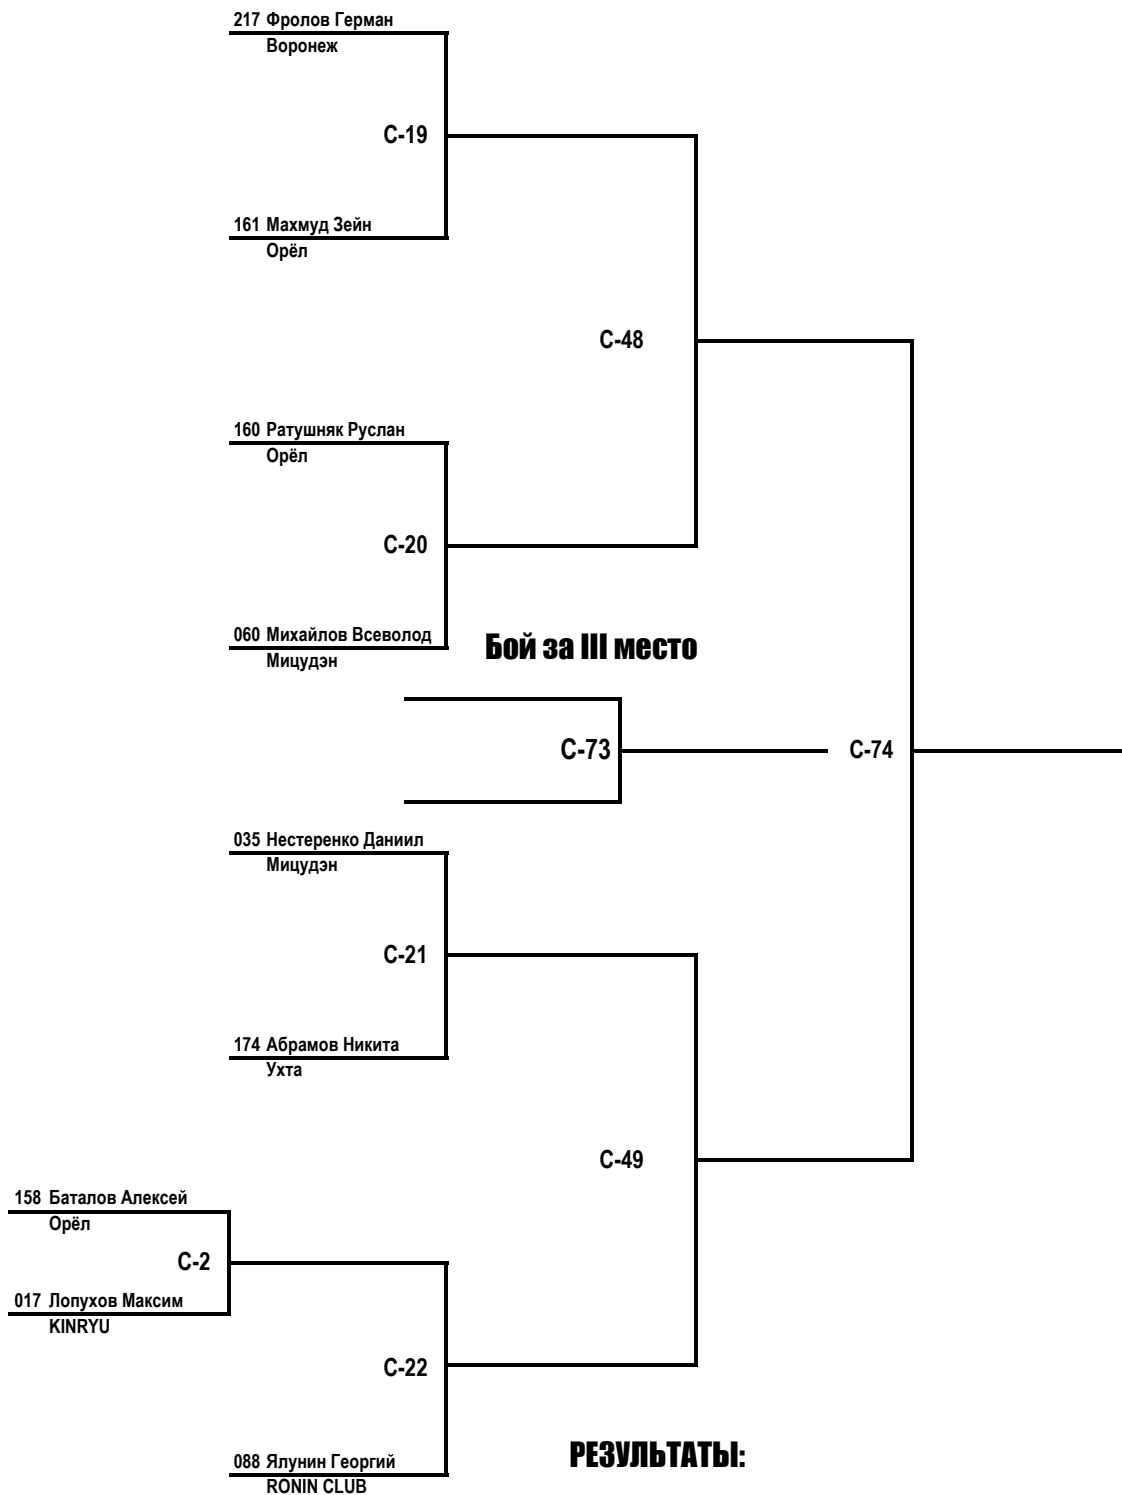 217 Фролов Герман
Воронеж
С-19
161 Махмуд Зейн
Орёл
С-48
160 Ратушняк Руслан
Орёл
С-20
060 Михайлов Всеволод
Мицудэн
Бой за III место
С-73
С-74
035 Нестеренко Даниил
Мицудэн
С-21
174 Абрамов Никита
Ухта
С-49
158 Баталов Алексей
Орёл
С-2
017 Лопухов Максим
KINRYU
С-22
088 Ялунин Георгий
RONIN CLUB
РЕЗУЛЬТАТЫ: